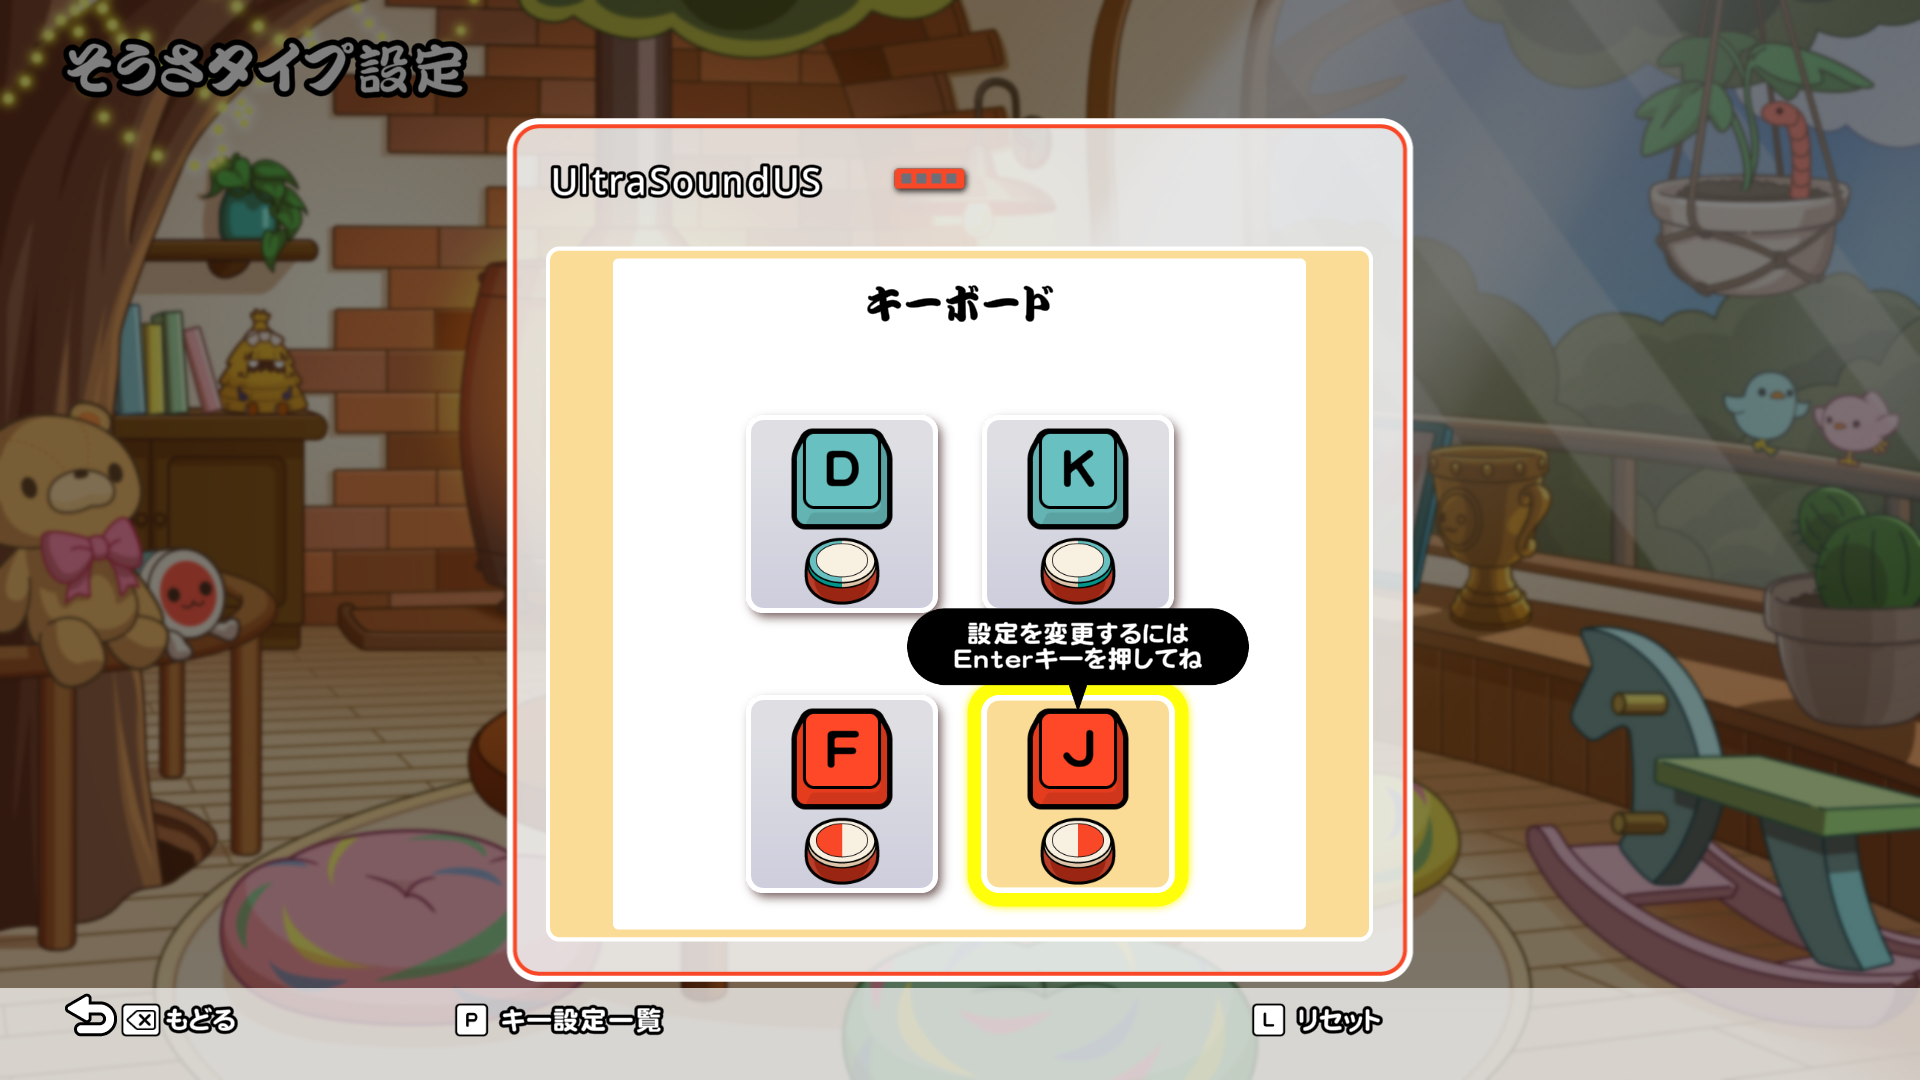 そうさタイプ設定
UltraSoundUS
キーボード
D
K
設定を変更するには
Enterキーを押してね
F
J
もどる
P キー設定一覧
L リセット